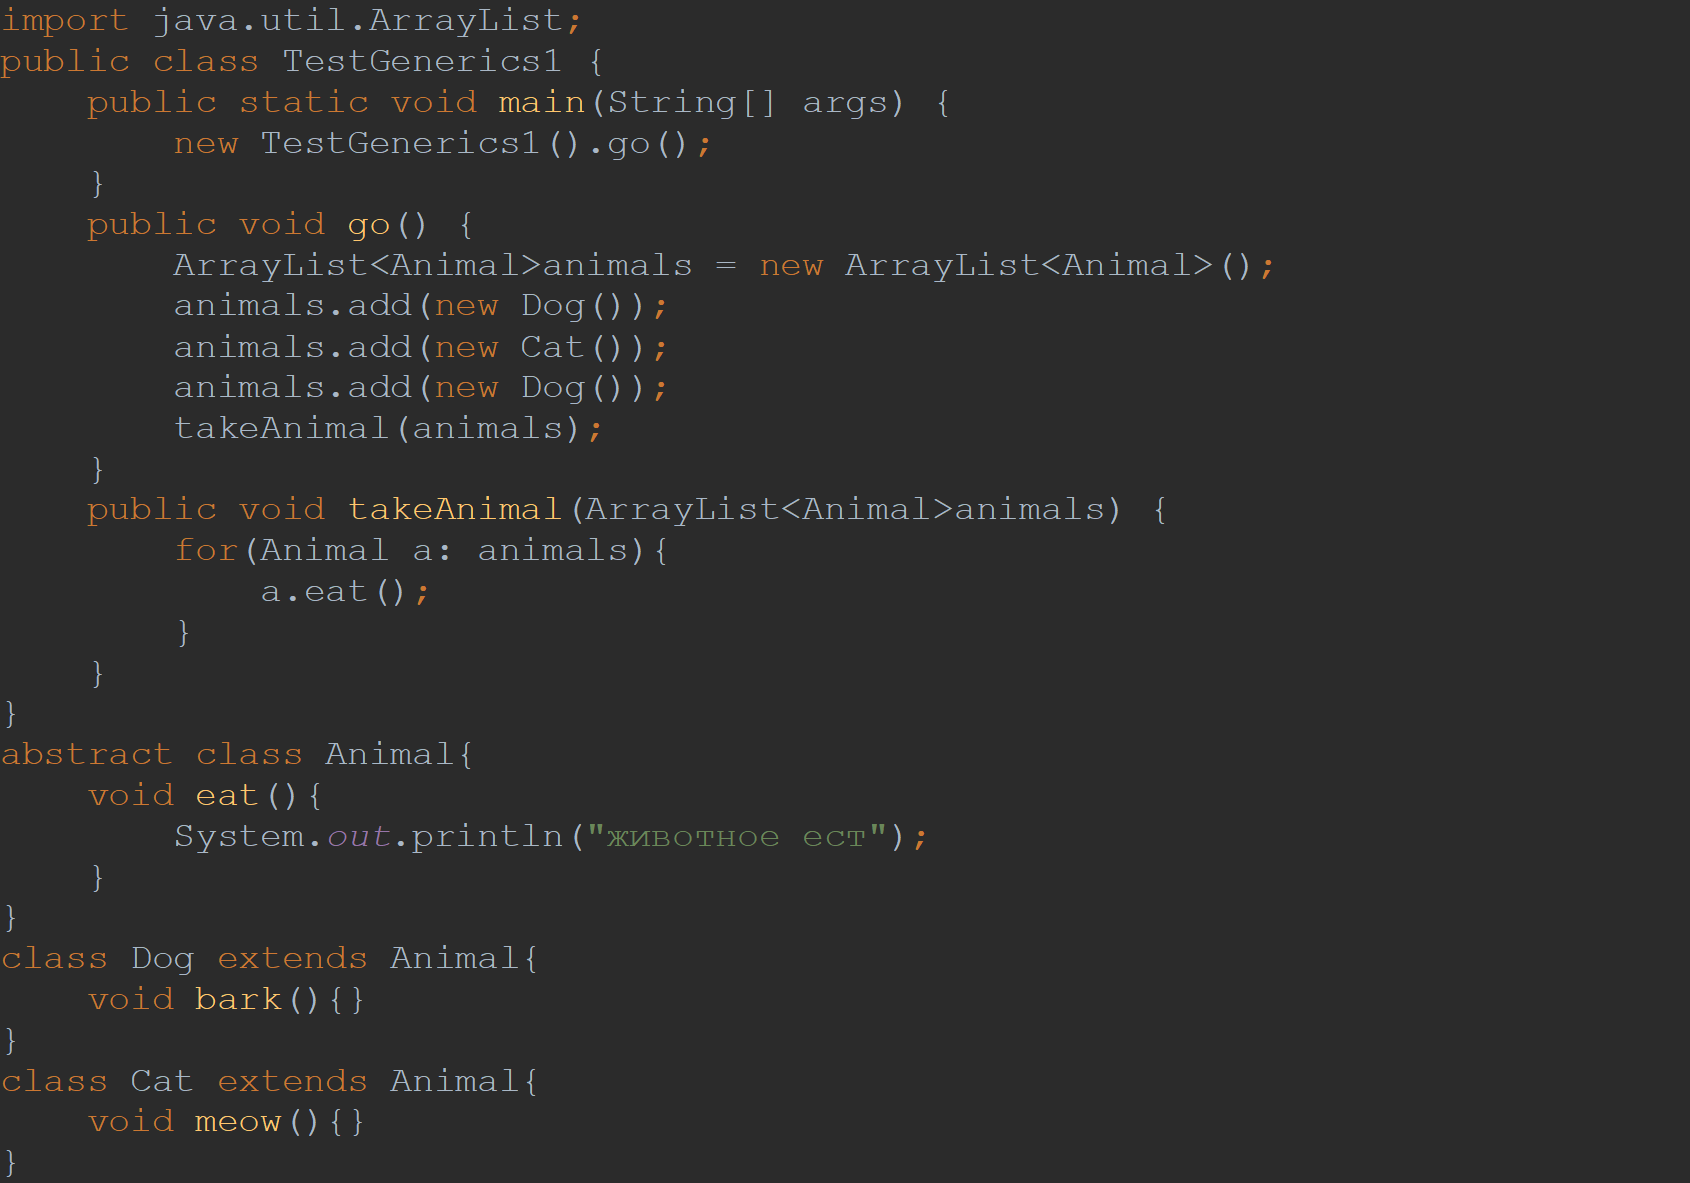 import java.util.ArrayList;
public class TestGenerics1 {
    public static void main(String[] args) {
        new TestGenerics1().go();
    }
    public void go() {
        ArrayList<Animal>animals = new ArrayList<Animal>();
        animals.add(new Dog());
        animals.add(new Cat());
        animals.add(new Dog());
        takeAnimal(animals);
    }
    public void takeAnimal(ArrayList<Animal>animals) {
        for(Animal a: animals){
            a.eat();
        }
    }
}
abstract class Animal{
    void eat(){
        System.out.println("животное ест");
    }
}
class Dog extends Animal{
    void bark(){}
}
class Cat extends Animal{
    void meow(){}
}